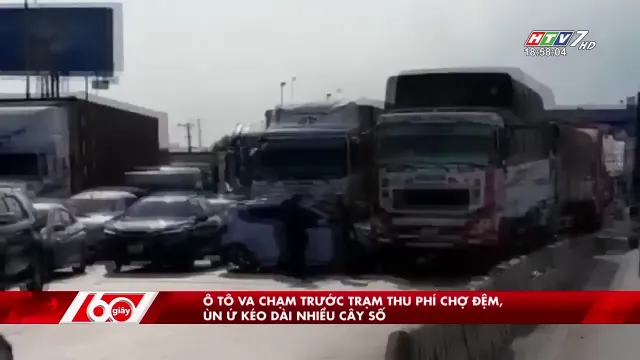 HTV7 HD
18:58:04
60 giây
Ô TÔ VA CHẠM TRƯỚC TRẠM THU PHÍ CHỢ ĐỆM,
ÙN Ứ KÉO DÀI NHIỀU CÂY SỐ